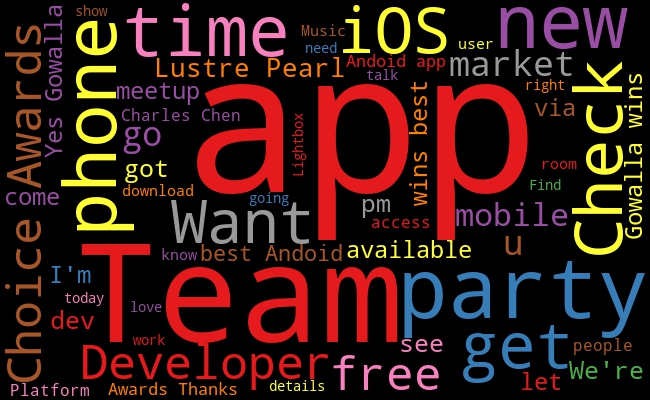 show
Music
need
time
iOS
user
new
Lustre Pearl
Andoid app
talk
market
right
meetup
Yes Gowalla
Choice Awards
phone
app
wins best
via
Check
Gowalla wins
Charles Chen
go
Lightbox
got
download
room
come
going
Find
Want
pm
access
mobile
know
best Andoid
available
u
I'm
Team
party
today
love
dev
work
see
get
people
Developer
free
let
We're
Platform
Awards Thanks
details